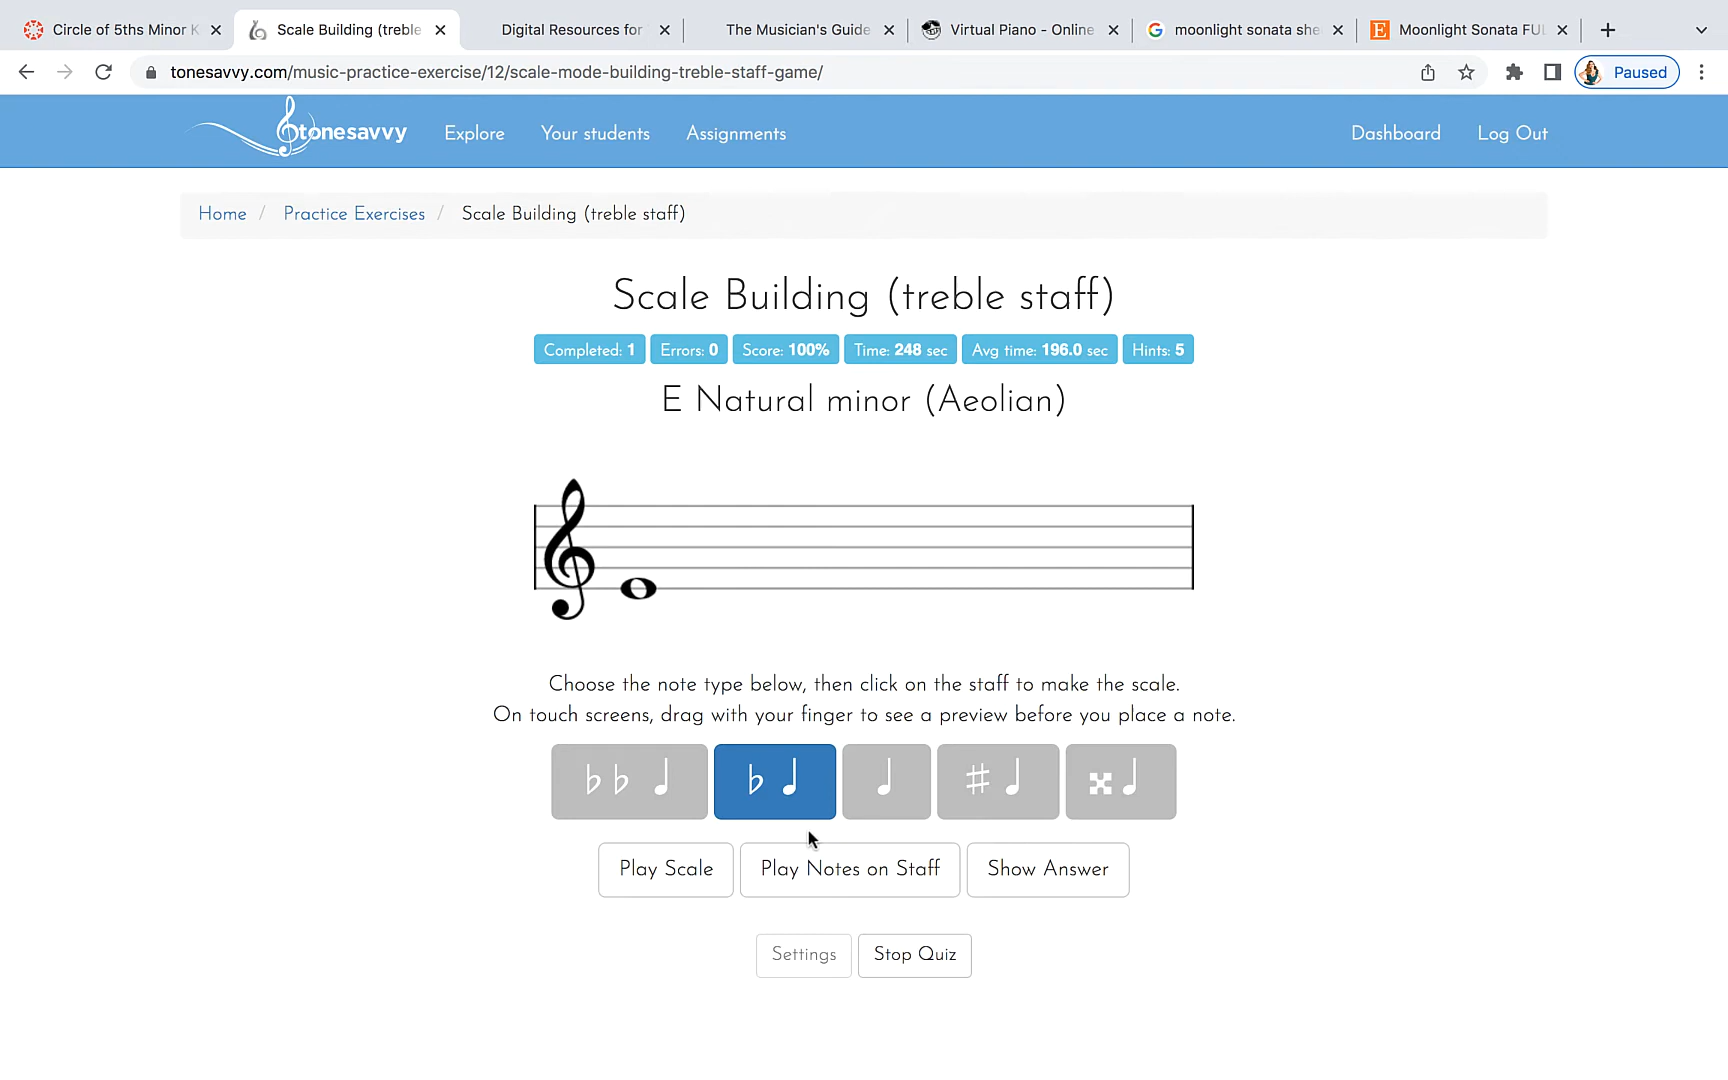 Circle of 5ths Minor K
Scale Building (treble
Digital Resources for
The Musician's Guide
Virtual Piano - Online
moonlight sonata she
Moonlight Sonata FUL
tonesavvy.com/music-practice-exercise/12/scale-mode-building-treble-staff-game/
Paused
tonesavvy
Explore
Your students
Assignments
Dashboard
Log Out
Home / Practice Exercises / Scale Building (treble staff)
Scale Building (treble staff)
Completed: 1
Errors: 0
Score: 100%
Time: 248 sec
Avg time: 196.0 sec
Hints: 5
E Natural minor (Aeolian)
Choose the note type below, then click on the staff to make the scale.
On touch screens, drag with your finger to see a preview before you place a note.
Play Scale
Play Notes on Staff
Show Answer
Settings
Stop Quiz